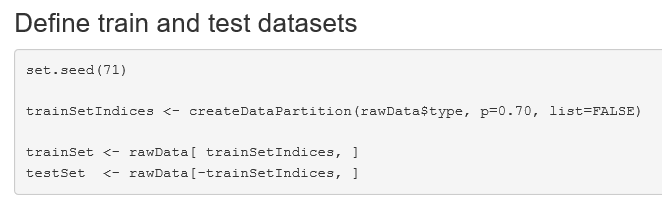 Define train and test datasets
set.seed(71)
trainSetIndices <- createDataPartition(rawData$type, p=0.70, list=FALSE)
trainSet <- rawData[ trainSetIndices, ]
testSet  <- rawData[-trainSetIndices, ]